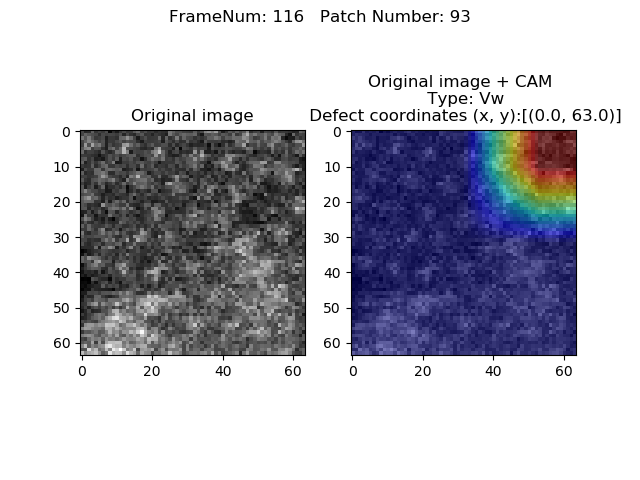 FrameNum: 116   Patch Number: 93
Original image
Original image + CAM
Type: Vw
Defect coordinates (x, y):[(0.0, 63.0)]
0
10
20
30
40
50
60
0 20 40 60
0
10
20
30
40
50
60
0 20 40 60